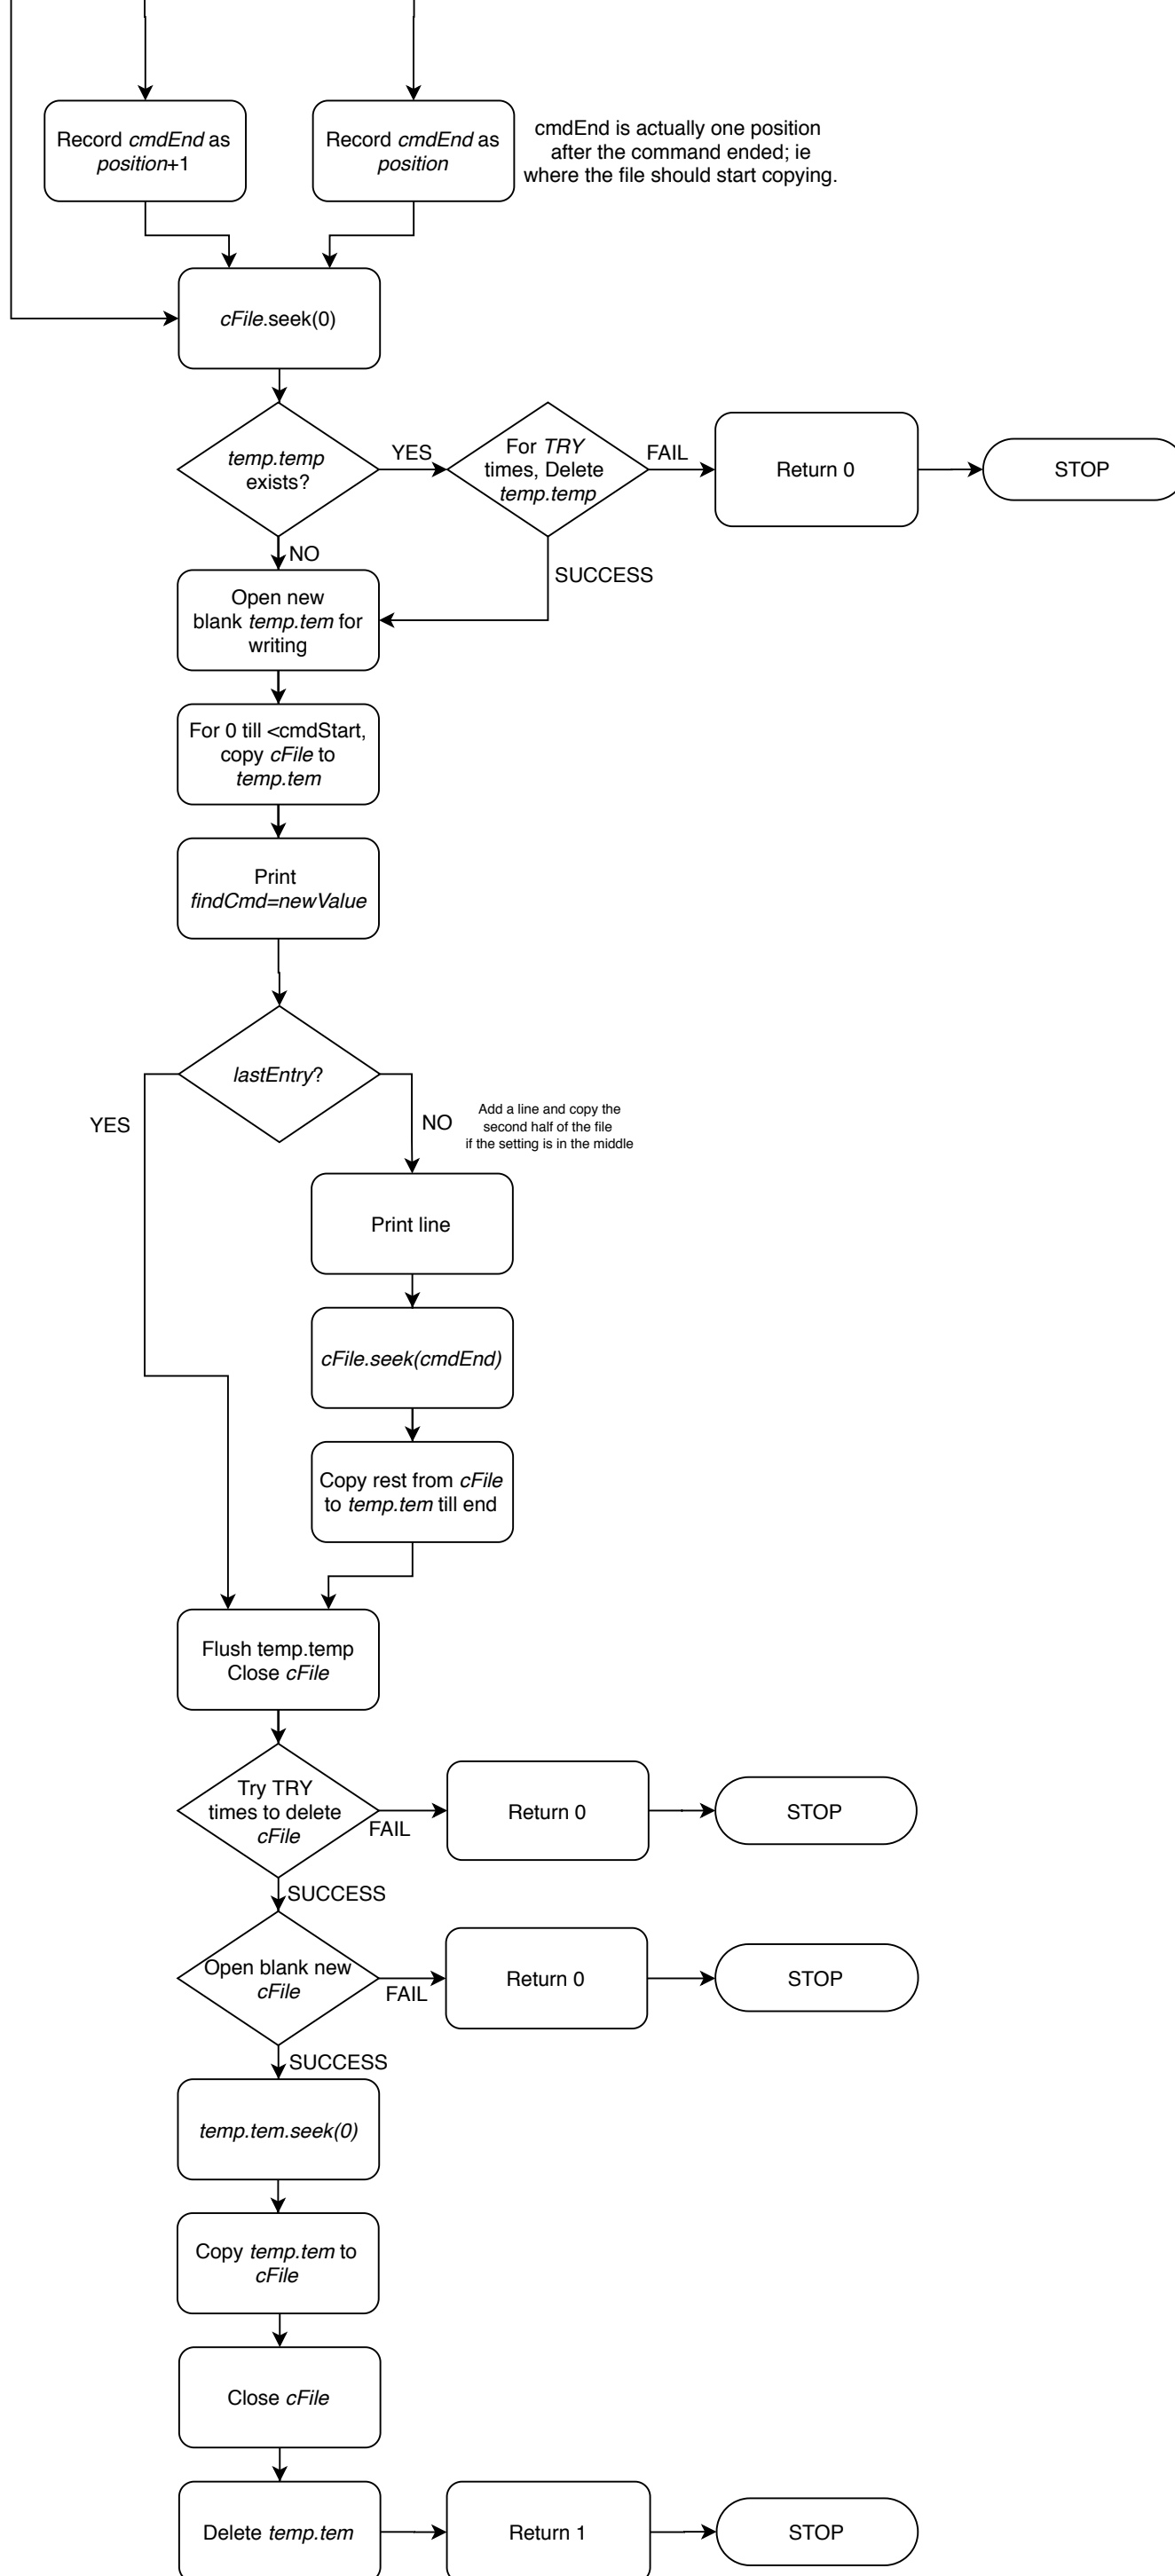 Record cmdEnd as
position+1
Record cmdEnd as
position
cmdEnd is actually one position
after the command ended; ie
where the file should start copying.
cFile.seek(0)
temp.temp
exists?
YES
For TRY
times, Delete
temp.temp
FAIL
Return 0
STOP
NO
SUCCESS
Open new
blank temp.tem for
writing
For 0 till <cmdStart,
copy cFile to
temp.tem
Print
findCmd=newValue
lastEntry?
YES
NO
Add a line and copy the
second half of the file
if the setting is in the middle
Print line
cFile.seek(cmdEnd)
Copy rest from cFile
to temp.tem till end
Flush temp.temp
Close cFile
Try TRY
times to delete
cFile
FAIL
Return 0
STOP
SUCCESS
Open blank new
cFile
FAIL
Return 0
STOP
SUCCESS
temp.tem.seek(0)
Copy temp.tem to
cFile
Close cFile
Delete temp.tem
Return 1
STOP